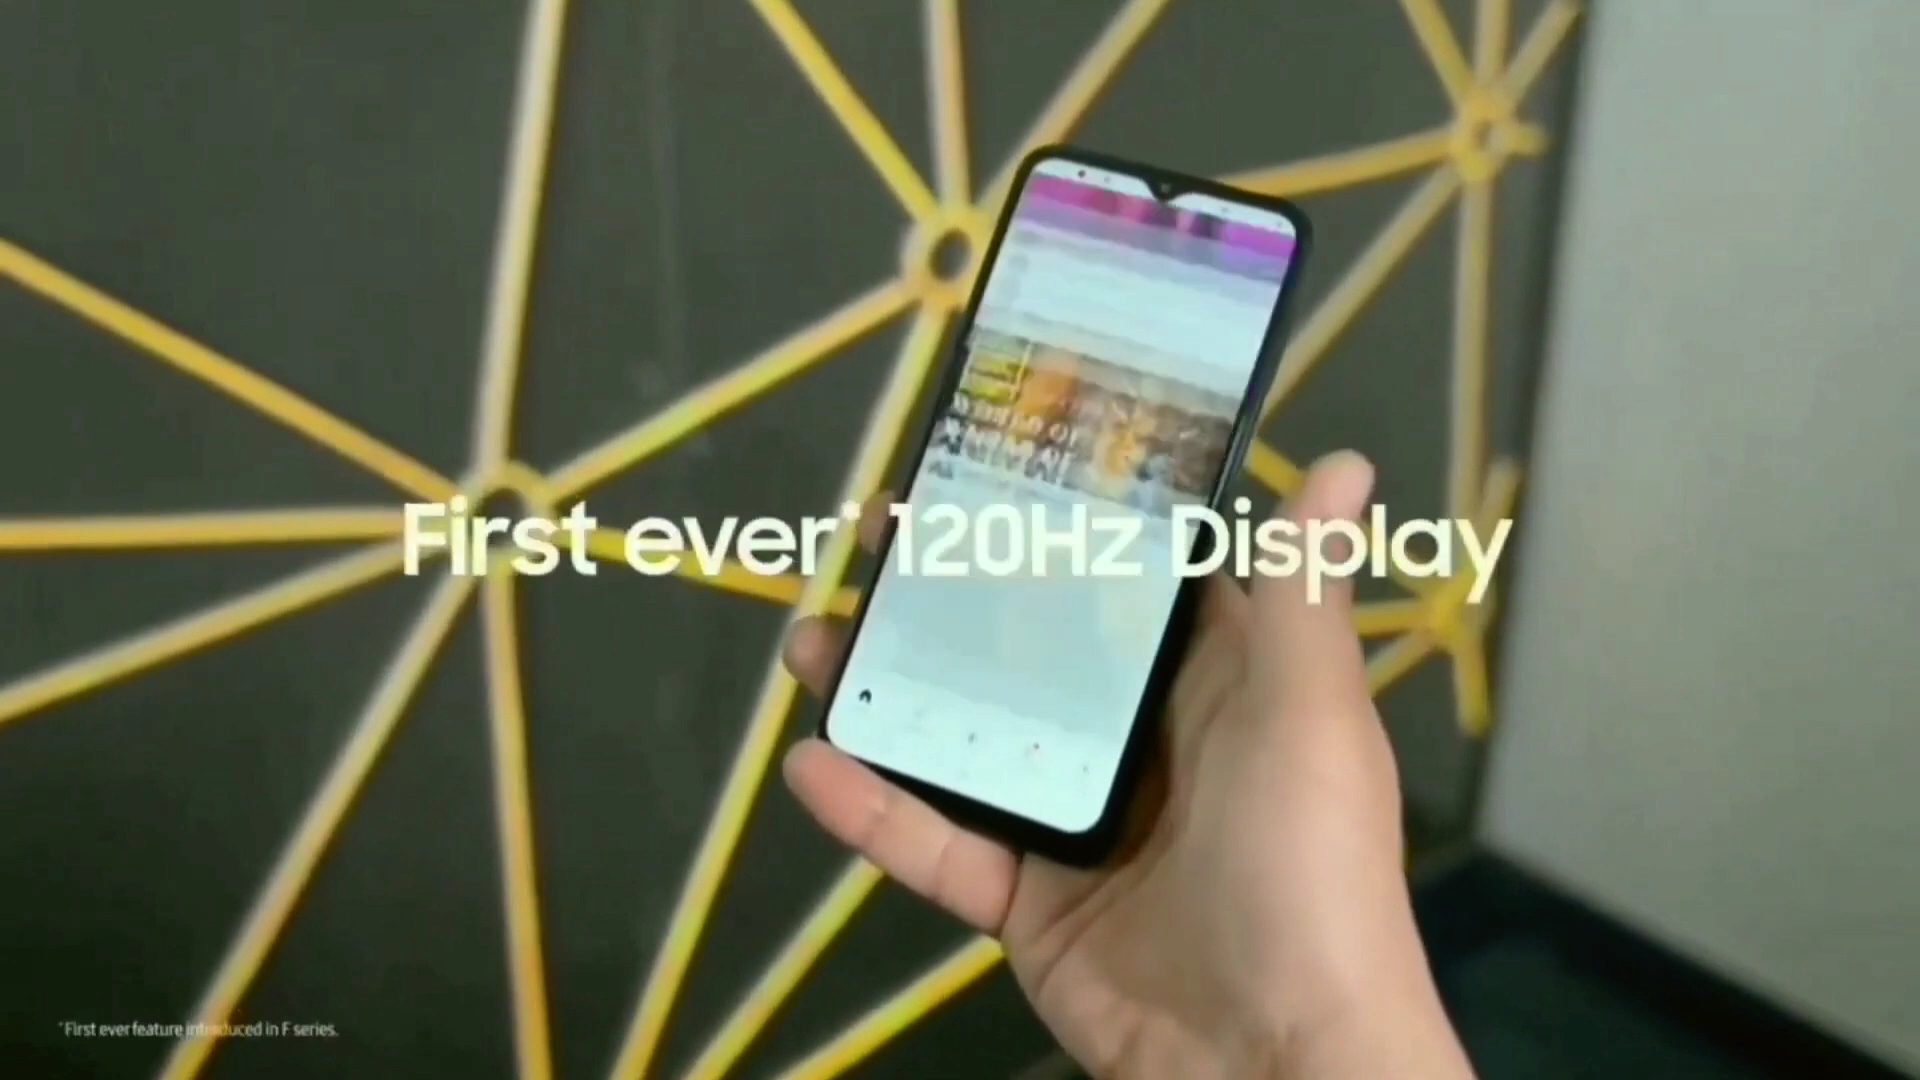 First ever* 120Hz Display
*First ever feature introduced in F series.